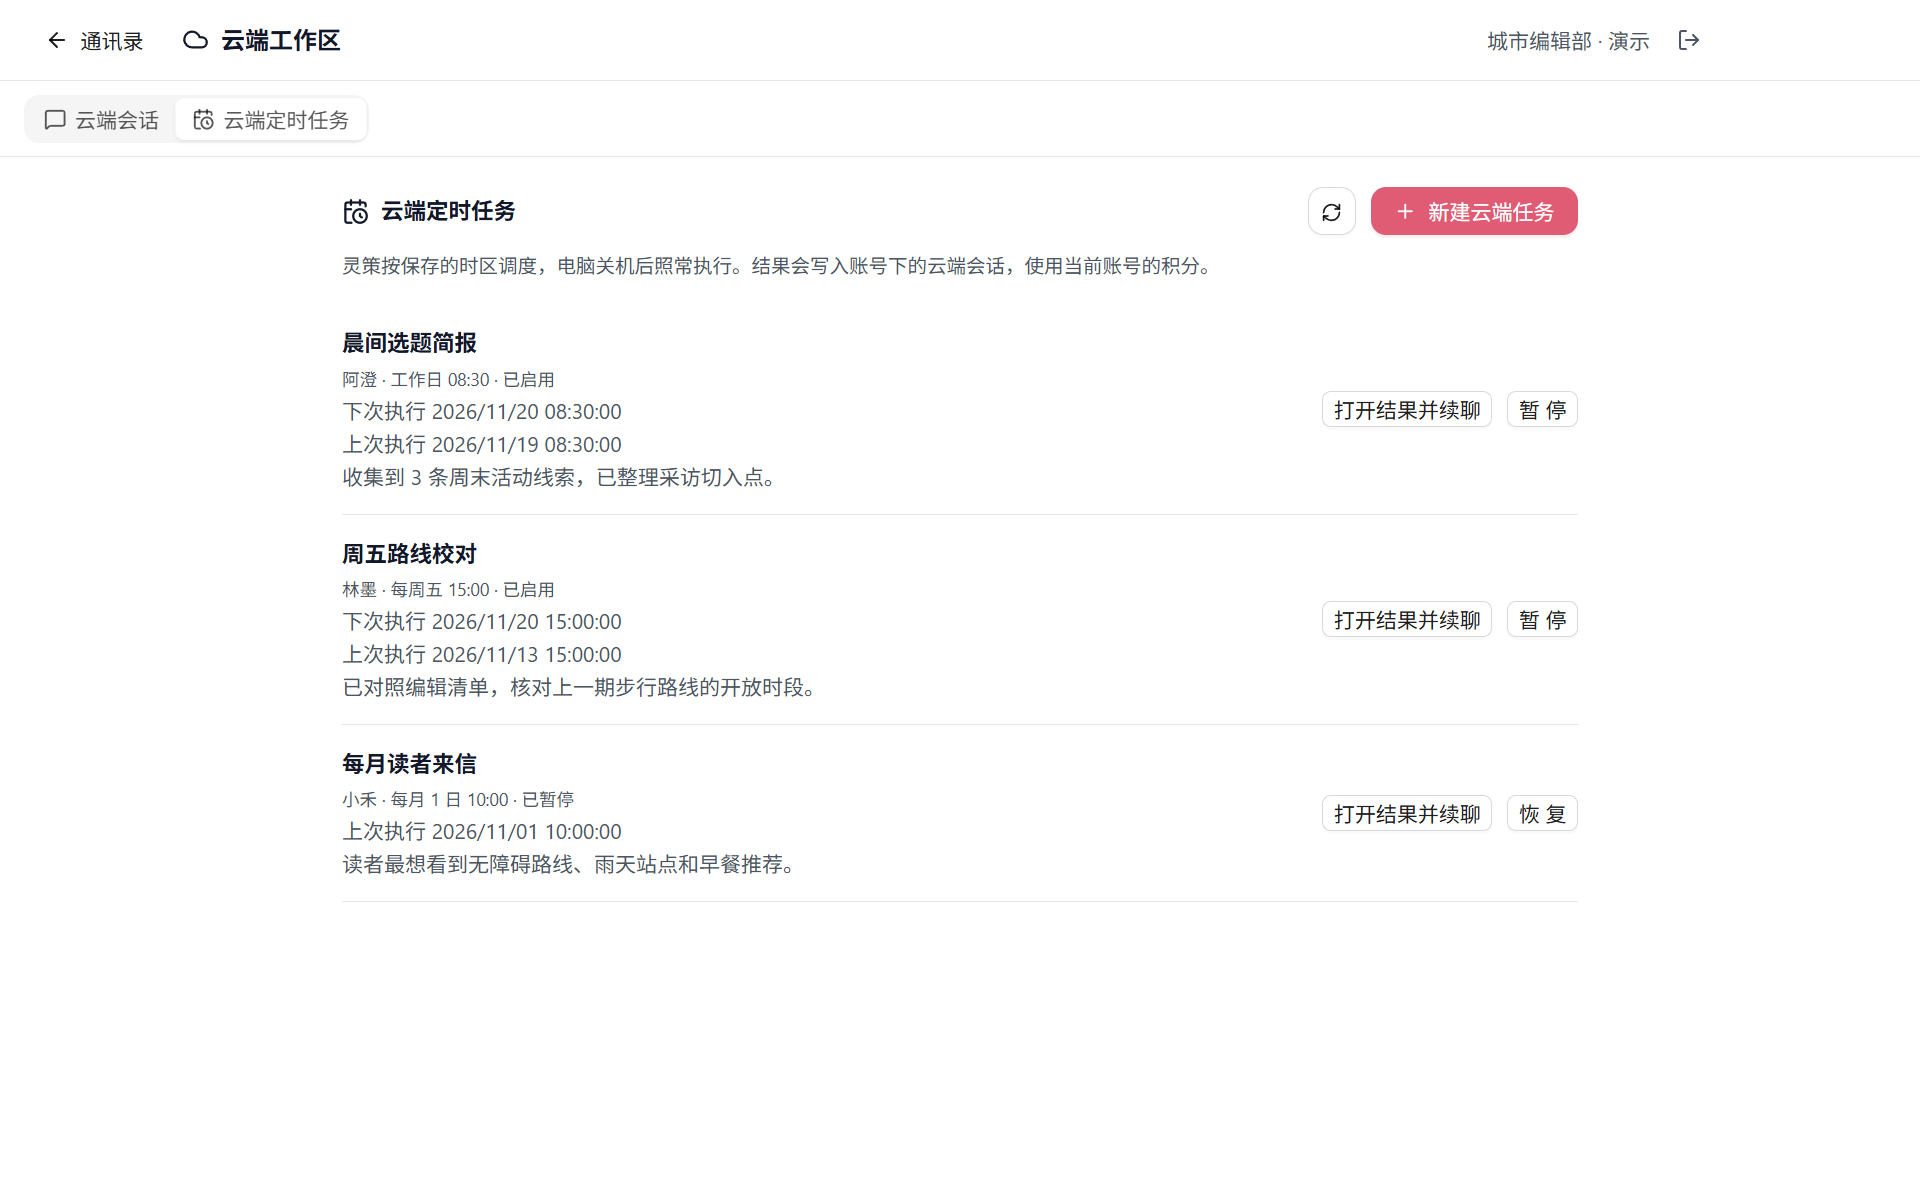 通讯录
云端工作区
城市编辑部 · 演示
云端会话
云端定时任务
云端定时任务
新建云端任务
灵策按保存的时区调度，电脑关机后照常执行。结果会写入账号下的云端会话，使用当前账号的积分。
晨间选题简报
阿澄 · 工作日 08:30 · 已启用
下次执行 2026/11/20 08:30:00
上次执行 2026/11/19 08:30:00
收集到 3 条周末活动线索，已整理采访切入点。
打开结果并续聊
暂 停
周五路线校对
林墨 · 每周五 15:00 · 已启用
下次执行 2026/11/20 15:00:00
上次执行 2026/11/13 15:00:00
已对照编辑清单，核对上一期步行路线的开放时段。
打开结果并续聊
暂 停
每月读者来信
小禾 · 每月 1 日 10:00 · 已暂停
上次执行 2026/11/01 10:00:00
读者最想看到无障碍路线、雨天站点和早餐推荐。
打开结果并续聊
恢 复